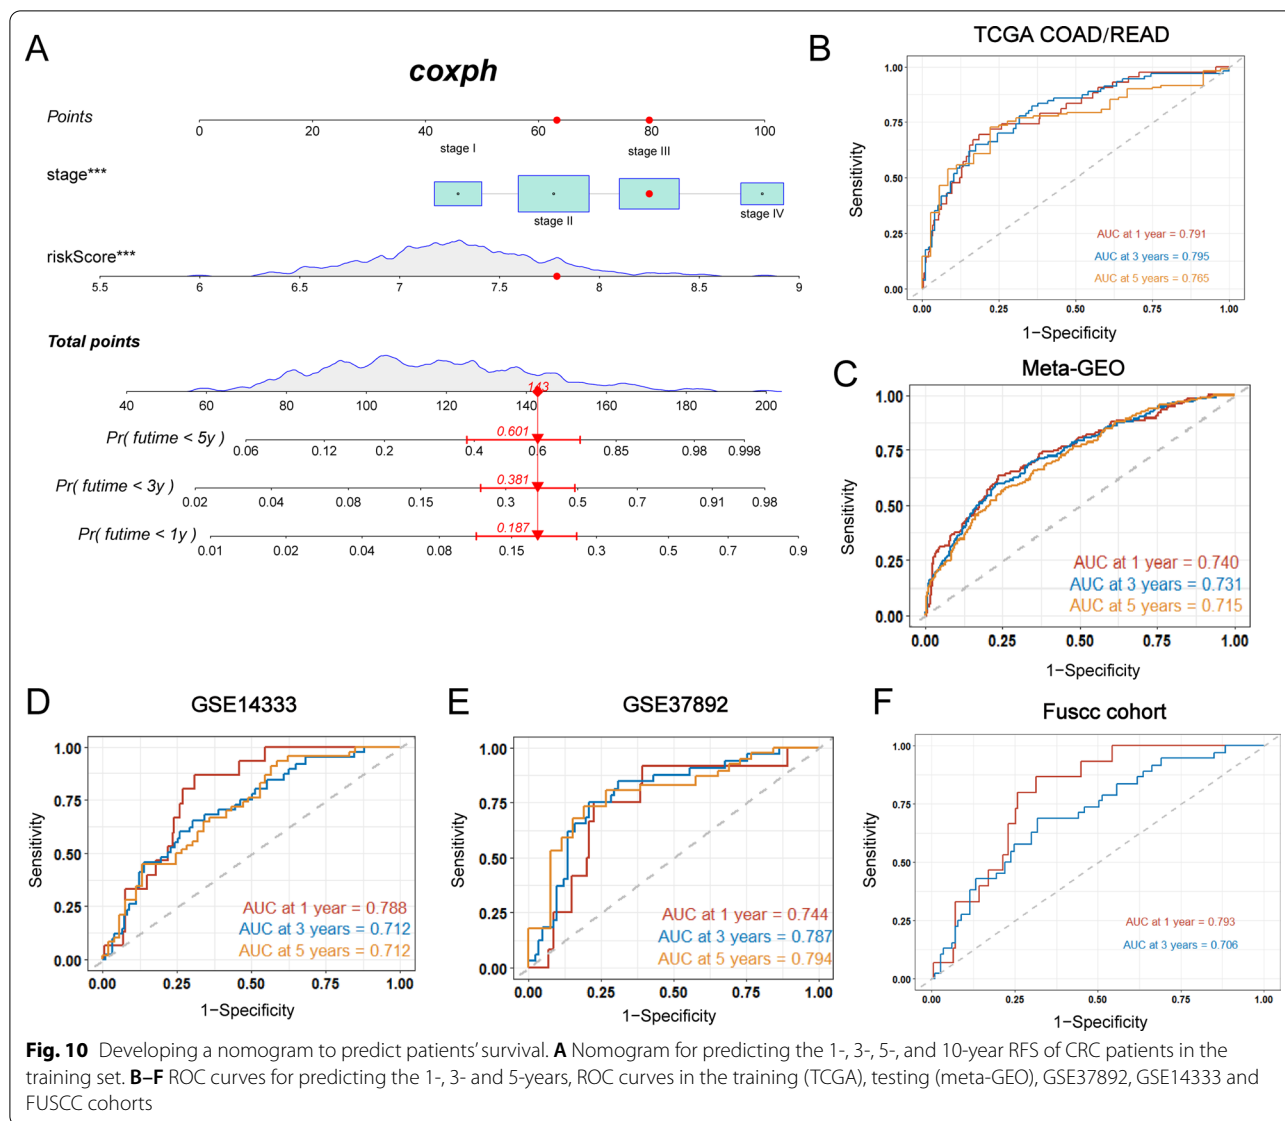 A
coxph
Points
0 20 40 60 80 100
stage I stage III
stage***
stage II stage IV
riskScore***
5.5 6 6.5 7 7.5 8 8.5 9
Total points
143
40 60 80 100 120 140 160 180 200
Pr( futime < 5y )
0.601
0.06 0.12 0.2 0.4 0.6 0.85 0.98 0.998
Pr( futime < 3y )
0.381
0.02 0.04 0.08 0.15 0.3 0.5 0.7 0.91 0.98
Pr( futime < 1y )
0.187
0.01 0.02 0.04 0.08 0.15 0.3 0.5 0.7 0.9
B
TCGA COAD/READ
Sensitivity
1.00
0.75
0.50
0.25
0.00
AUC at 1 year = 0.791
AUC at 3 years = 0.795
AUC at 5 years = 0.765
0.00 0.25 0.50 0.75 1.00
1−Specificity
C
Meta-GEO
Sensitivity
1.00
0.75
0.50
0.25
0.00
AUC at 1 year = 0.740
AUC at 3 years = 0.731
AUC at 5 years = 0.715
0.00 0.25 0.50 0.75 1.00
1−Specificity
D
GSE14333
Sensitivity
1.00
0.75
0.50
0.25
0.00
AUC at 1 year = 0.788
AUC at 3 years = 0.712
AUC at 5 years = 0.712
0.00 0.25 0.50 0.75 1.00
1−Specificity
E
GSE37892
Sensitivity
1.00
0.75
0.50
0.25
0.00
AUC at 1 year = 0.744
AUC at 3 years = 0.787
AUC at 5 years = 0.794
0.00 0.25 0.50 0.75 1.00
1−Specificity
F
Fuscc cohort
Sensitivity
1.00
0.75
0.50
0.25
0.00
AUC at 1 year = 0.793
AUC at 3 years = 0.706
0.00 0.25 0.50 0.75 1.00
1−Specificity
Fig. 10 Developing a nomogram to predict patients' survival. A Nomogram for predicting the 1-, 3-, 5-, and 10-year RFS of CRC patients in the
training set. B–F ROC curves for predicting the 1-, 3- and 5-years, ROC curves in the training (TCGA), testing (meta-GEO), GSE37892, GSE14333 and
FUSCC cohorts